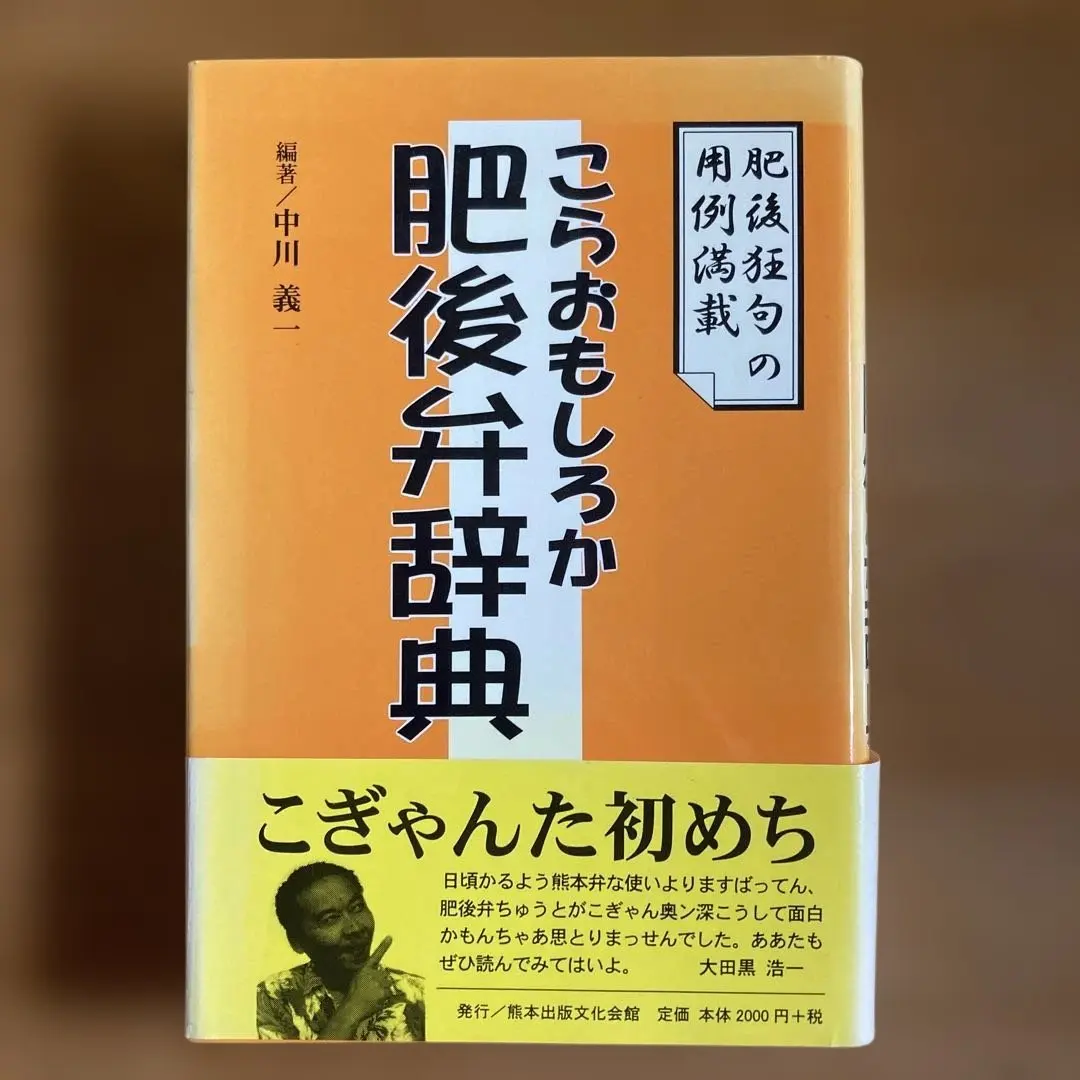 肥後狂句の
用例満載
こらおもしろか
肥後弁辞典
編著／中川 義一
こぎゃんた初めち
日頃かるよう熊本弁な使いよりますばってん、
肥後弁ちゅうとがこぎゃん奥ン深こうして面白
かもんちゃあ思とりまっせんでした。ああたも
ぜひ読んでみてはいよ。 大田黒 浩一
発行／熊本出版文化会館 定価 本体2000円+税